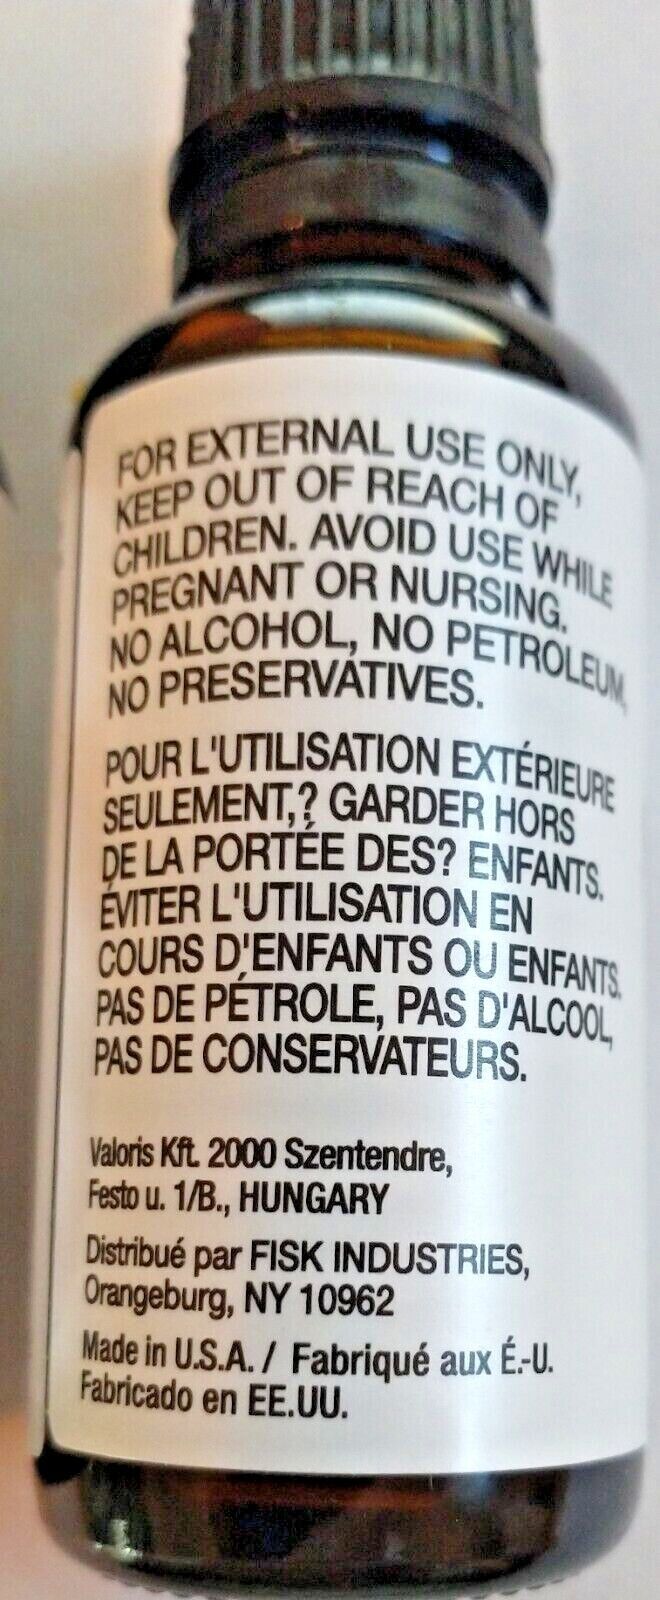 FOR EXTERNAL USE ONLY,
KEEP OUT OF REACH OF
CHILDREN. AVOID USE WHILE
PREGNANT OR NURSING.
NO ALCOHOL, NO PETROLEUM,
NO PRESERVATIVES.
POUR L'UTILISATION EXTÉRIEURE
SEULEMENT,? GARDER HORS
DE LA PORTÉE DES? ENFANTS.
ÉVITER L'UTILISATION EN
COURS D'ENFANTS OU ENFANTS.
PAS DE PÉTROLE, PAS D'ALCOOL,
PAS DE CONSERVATEURS.
Valoris Kft. 2000 Szentendre,
Festo u. 1/B., HUNGARY
Distribué par FISK INDUSTRIES,
Orangeburg, NY 10962
Made in U.S.A. / Fabriqué aux É.-U.
Fabricado en EE.UU.